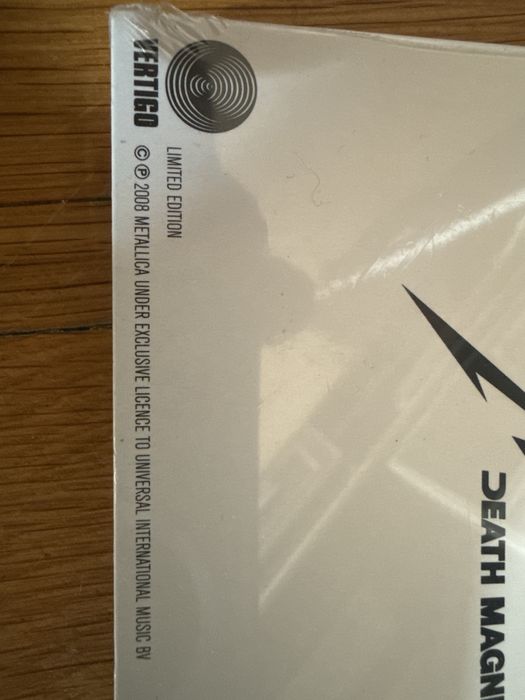 VERTIGO
LIMITED EDITION
© ℗ 2008 METALLICA UNDER EXCLUSIVE LICENCE TO UNIVERSAL INTERNATIONAL MUSIC BV
DEATH MAGN